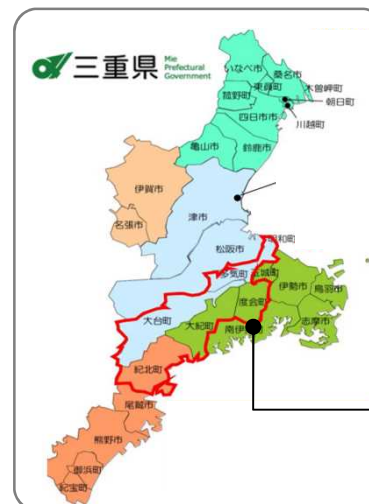 三重県
Mie
Prefectural
Government
いなべ市
桑名市
東員町
木曽岬町
菰野町
朝日町
川越町
四日市市
亀山市
鈴鹿市
伊賀市
津市
名張市
松阪市
明和町
多気町
玉城町
伊勢市
鳥羽市
度会町
大台町
大紀町
南伊
志摩市
紀北町
尾鷲市
熊野市
御浜町
紀宝町